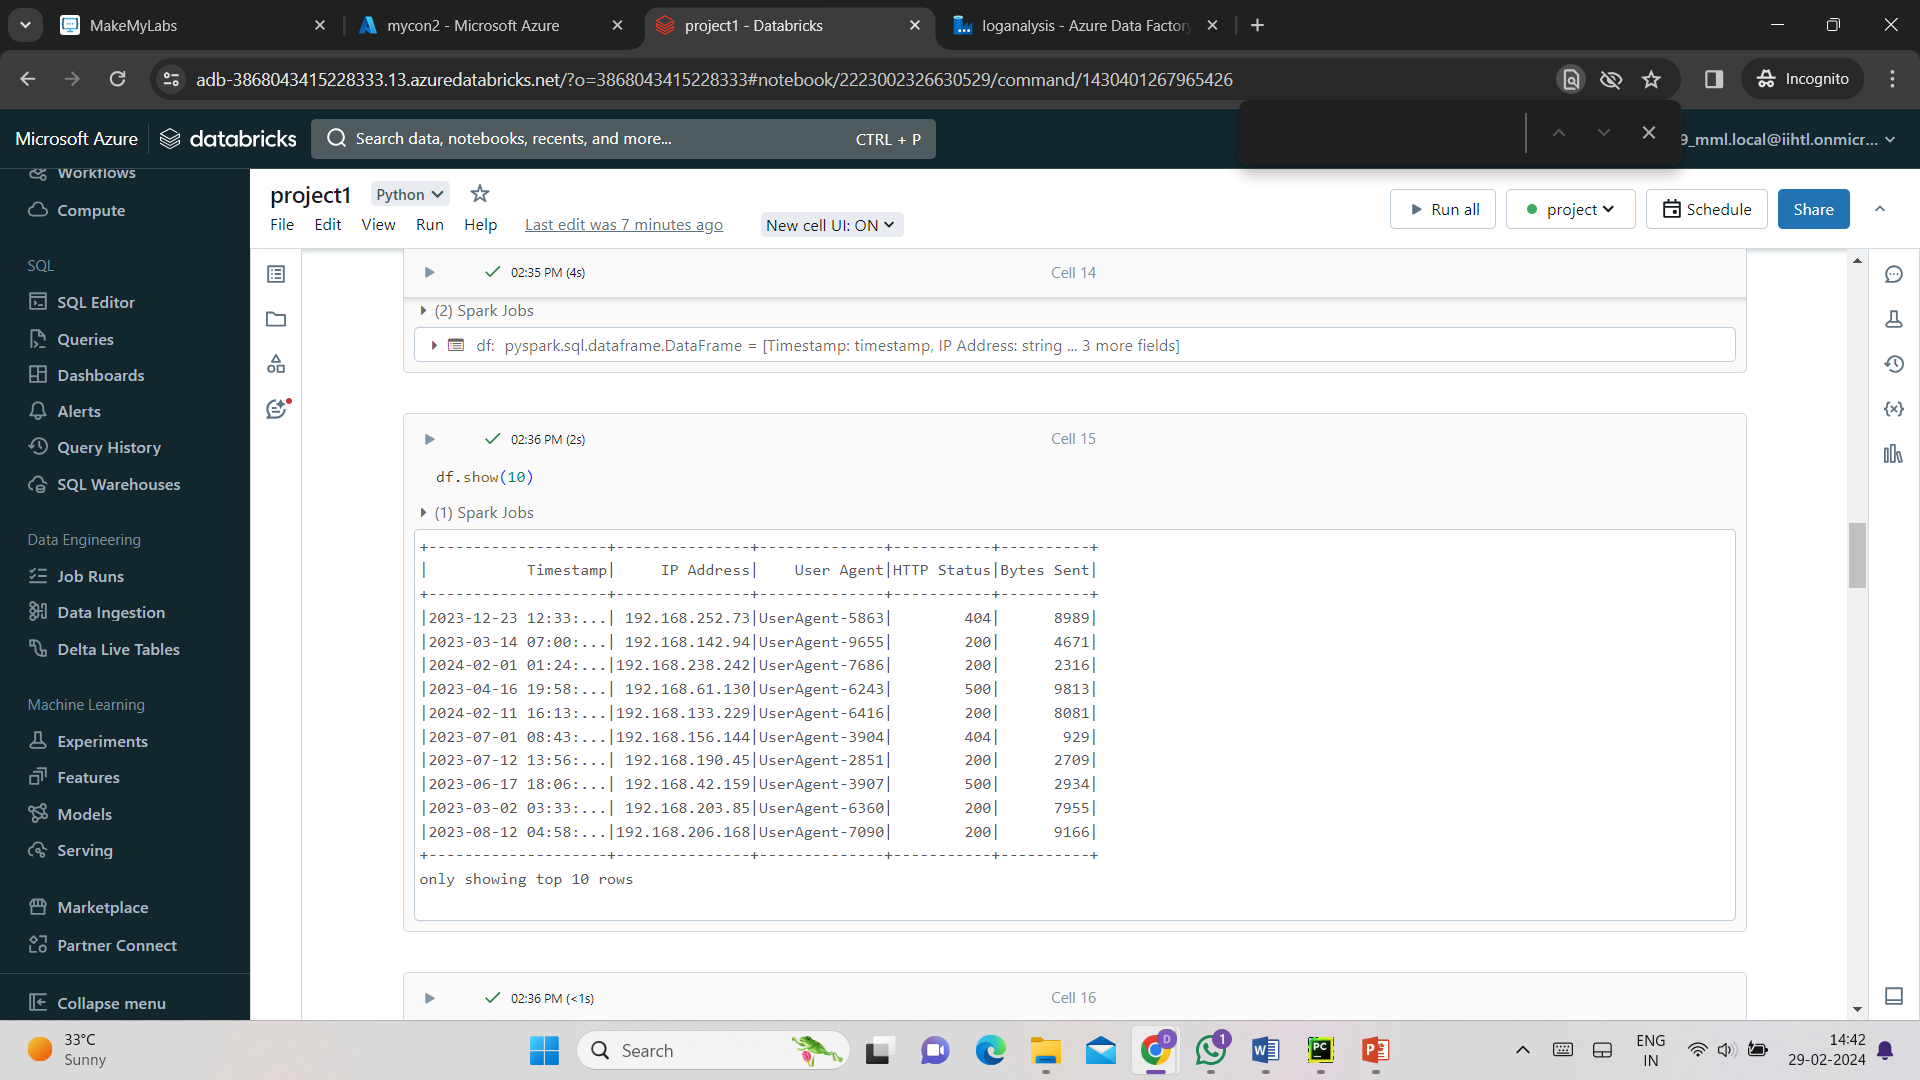 MakeMyLabs
mycon2 - Microsoft Azure
project1 - Databricks
loganalysis - Azure Data Factory
adb-3868043415228333.13.azuredatabricks.net/?o=3868043415228333#notebook/2223002326630529/command/1430401267965426
Incognito
Microsoft Azure
databricks
Search data, notebooks, recents, and more...
CTRL + P
9_mml.local@iihtl.onmicr...
Workflows
Compute
SQL
SQL Editor
Queries
Dashboards
Alerts
Query History
SQL Warehouses
Data Engineering
Job Runs
Data Ingestion
Delta Live Tables
Machine Learning
Experiments
Features
Models
Serving
Marketplace
Partner Connect
Collapse menu
project1
Python
File Edit View Run Help
Last edit was 7 minutes ago
New cell UI: ON
Run all
project
Schedule
Share
02:35 PM (4s)
Cell 14
(2) Spark Jobs
df: pyspark.sql.dataframe.DataFrame = [Timestamp: timestamp, IP Address: string ... 3 more fields]
02:36 PM (2s)
Cell 15
df.show(10)
(1) Spark Jobs
+--------------------+---------------+--------------+-----------+----------+
|           Timestamp|     IP Address|    User Agent|HTTP Status|Bytes Sent|
+--------------------+---------------+--------------+-----------+----------+
|2023-12-23 12:33:...| 192.168.252.73|UserAgent-5863|        404|      8989|
|2023-03-14 07:00:...| 192.168.142.94|UserAgent-9655|        200|      4671|
|2024-02-01 01:24:...|192.168.238.242|UserAgent-7686|        200|      2316|
|2023-04-16 19:58:...| 192.168.61.130|UserAgent-6243|        500|      9813|
|2024-02-11 16:13:...|192.168.133.229|UserAgent-6416|        200|      8081|
|2023-07-01 08:43:...|192.168.156.144|UserAgent-3904|        404|       929|
|2023-07-12 13:56:...| 192.168.190.45|UserAgent-2851|        200|      2709|
|2023-06-17 18:06:...| 192.168.42.159|UserAgent-3907|        500|      2934|
|2023-03-02 03:33:...| 192.168.203.85|UserAgent-6360|        200|      7955|
|2023-08-12 04:58:...|192.168.206.168|UserAgent-7090|        200|      9166|
+--------------------+---------------+--------------+-----------+----------+
only showing top 10 rows
02:36 PM (<1s)
Cell 16
33°C
Sunny
Search
D
1
PC
ENG
IN
14:42
29-02-2024